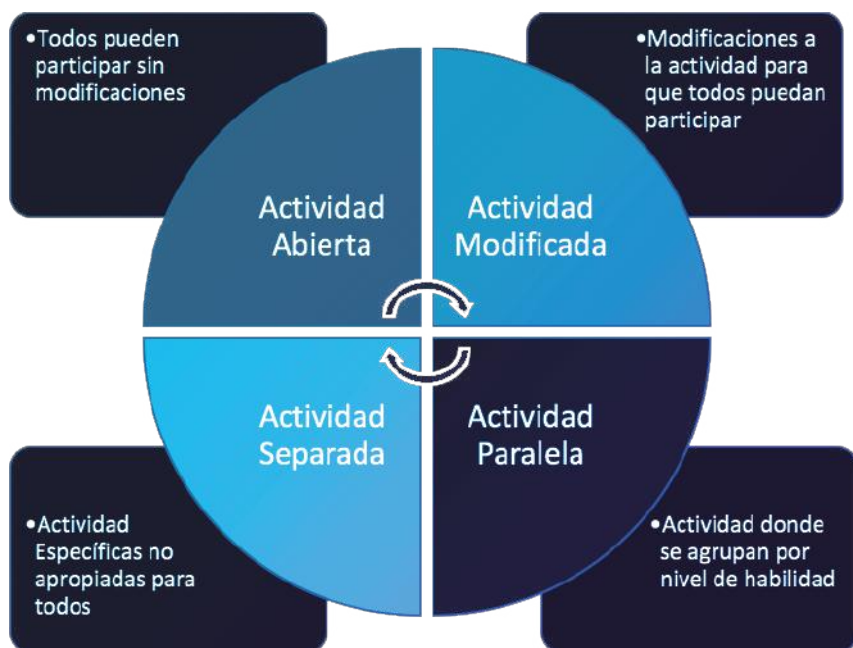 •Todos pueden
participar sin
modificaciones
•Modificaciones a
la actividad para
que todos puedan
participar
Actividad
Abierta
Actividad
Modificada
Actividad
Separada
Actividad
Paralela
•Actividad
Específicas no
apropiadas para
todos
•Actividad donde
se agrupan por
nivel de habilidad